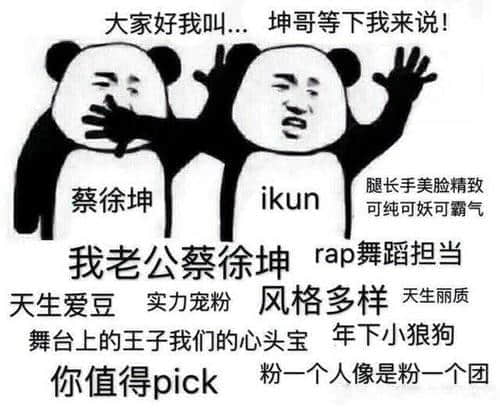 大家好我叫... 坤哥等下我来说!
蔡徐坤
ikun
腿长手美脸精致
可纯可妖可霸气
我老公蔡徐坤 rap舞蹈担当
天生爱豆 实力宠粉 风格多样 天生丽质
舞台上的王子我们的心头宝 年下小狼狗
你值得pick 粉一个人像是粉一个团